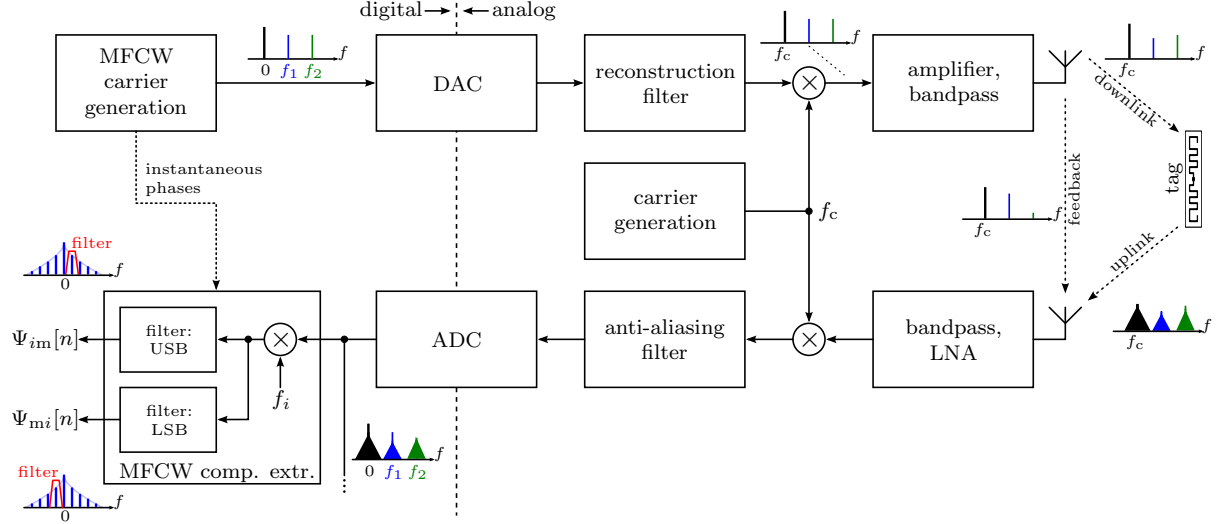 digital
analog
MFCW
carrier
generation
f
0
f1
f2
DAC
reconstruction
filter
f
fc
amplifier,
bandpass
f
fc
downlink
instantaneous
phases
carrier
generation
fc
f
fc
feedback
tag
uplink
filter
f
0
Ψim[n]
filter:
USB
fi
ADC
anti-aliasing
filter
bandpass,
LNA
f
fc
Ψmi[n]
filter:
LSB
MFCW comp. extr.
f
0
f1
f2
filter
f
0